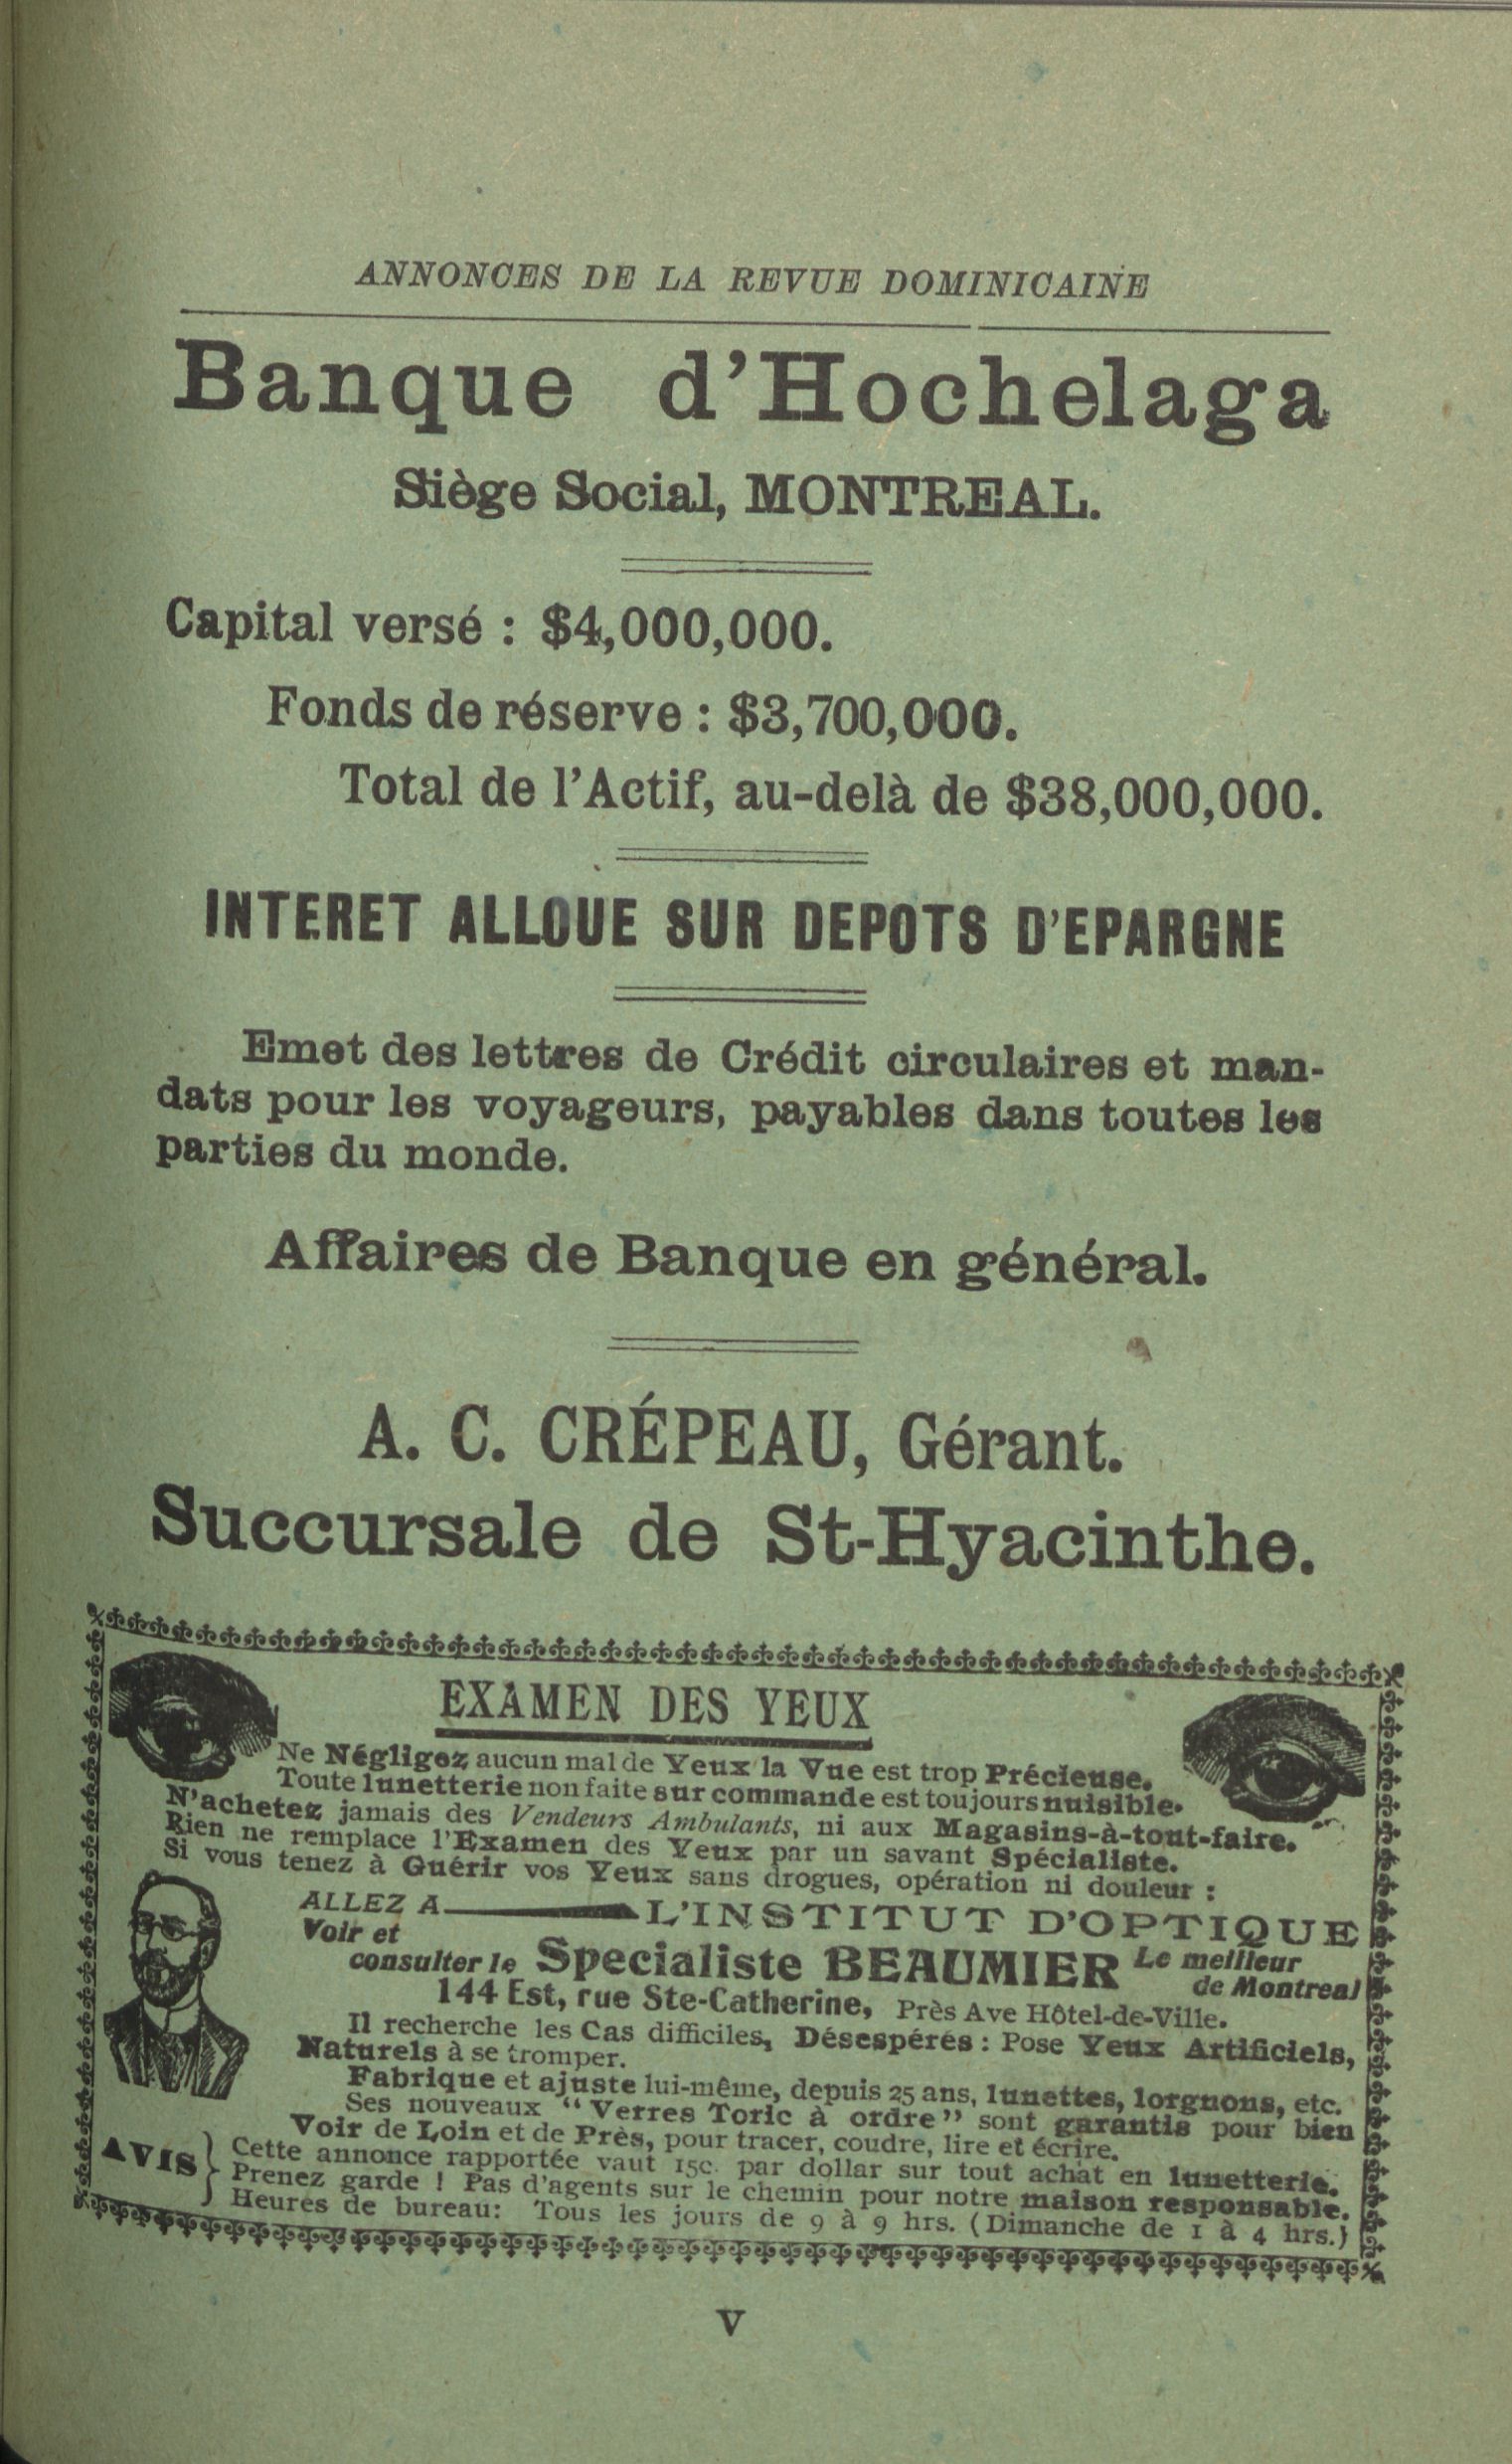 ANNONCES DE LA REVUE DOMINICAINE
Banque d'Hochelaga
Siège Social, MONTREAL.
Capital versé : $4,000,000.
Fonds de réserve : $3,700,000.
Total de l'Actif, au-delà de $38,000,000.
INTERET ALLOUE SUR DEPOTS D'EPARGNE
Emet des lettres de Crédit circulaires et man-
dats pour les voyageurs, payables dans toutes les
parties du monde.
Affaires de Banque en général.
A. C. CRÉPEAU, Gérant.
Succursale de St-Hyacinthe.
EXAMEN DES YEUX
Ne Négligez aucun mal de Yeux la Vue est trop Précieuse.
Toute lunetterie non faite sur commande est toujours nuisible.
N'achetez jamais des Vendeurs Ambulants, ni aux Magasins-à-tout-faire.
Rien ne remplace l'Examen des Yeux par un savant Spécialiste.
Si vous tenez à Guérir vos Yeux sans drogues, opération ni douleur :
ALLEZ A L'INSTITUT D'OPTIQUE
Voir et
consulter le Specialiste BEAUMIER Le meilleur
de Montreal
144 Est, rue Ste-Catherine, Près Ave Hôtel-de-Ville.
Il recherche les Cas difficiles, Désespérés : Pose Yeux Artificiels,
Naturels à se tromper.
Fabrique et ajuste lui-même, depuis 25 ans, lunettes, lorgnons, etc.
Ses nouveaux "Verres Toric à ordre" sont garantis pour bien
Voir de Loin et de Près, pour tracer, coudre, lire et écrire.
AVIS } Cette annonce rapportée vaut 15c. par dollar sur tout achat en lunetterie.
Prenez garde ! Pas d'agents sur le chemin pour notre maison responsable.
Heures de bureau: Tous les jours de 9 à 9 hrs. (Dimanche de 1 à 4 hrs.)
V